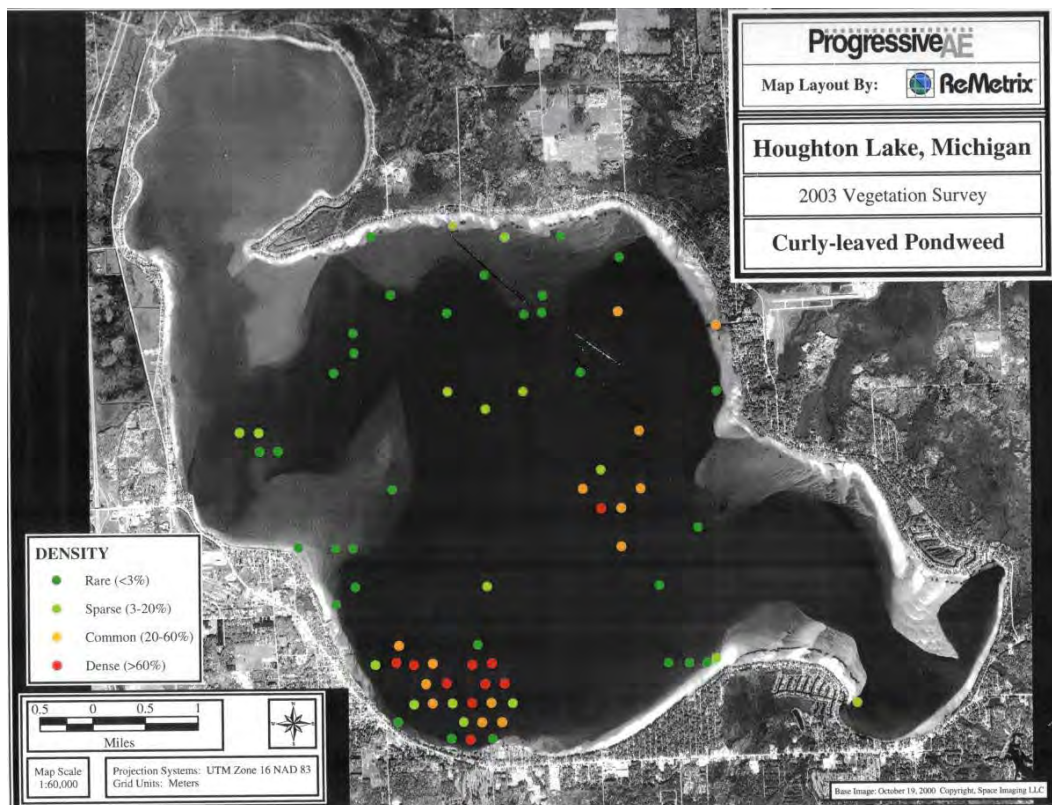 ProgressiveAE
Map Layout By: ReMetrix
Houghton Lake, Michigan
2003 Vegetation Survey
Curly-leaved Pondweed
DENSITY
Rare (<3%)
Sparse (3-20%)
Common (20-60%)
Dense (>60%)
0.5 0 0.5 1
Miles
Map Scale
1:60,000
Projection Systems: UTM Zone 16 NAD 83
Grid Units: Meters
Base Image: October 19, 2000 Copyright, Space Imaging LLC